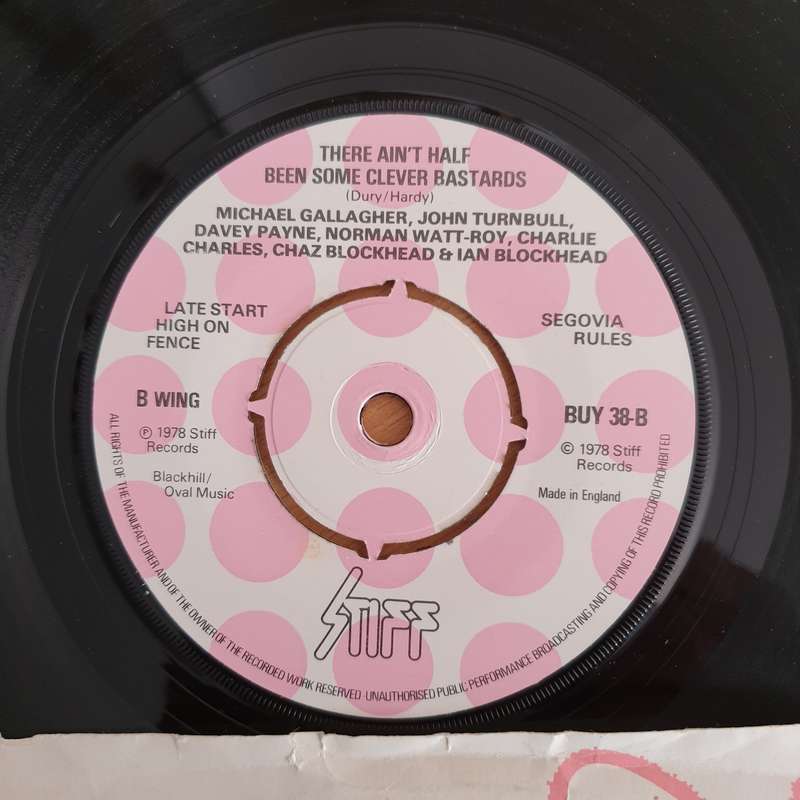 THERE AIN'T HALF
BEEN SOME CLEVER BASTARDS
(Dury/Hardy)
MICHAEL GALLAGHER, JOHN TURNBULL,
DAVEY PAYNE, NORMAN WATT-ROY, CHARLIE
CHARLES, CHAZ BLOCKHEAD & IAN BLOCKHEAD
LATE START
HIGH ON
FENCE
SEGOVIA
RULES
B WING
℗ 1978 Stiff
Records
Blackhill/
Oval Music
BUY 38-B
© 1978 Stiff
Records
Made in England
STIFF
ALL RIGHTS OF THE MANUFACTURER AND OF THE OWNER OF THE RECORDED WORK RESERVED · UNAUTHORISED PUBLIC PERFORMANCE BROADCASTING AND COPYING OF THIS RECORD PROHIBITED